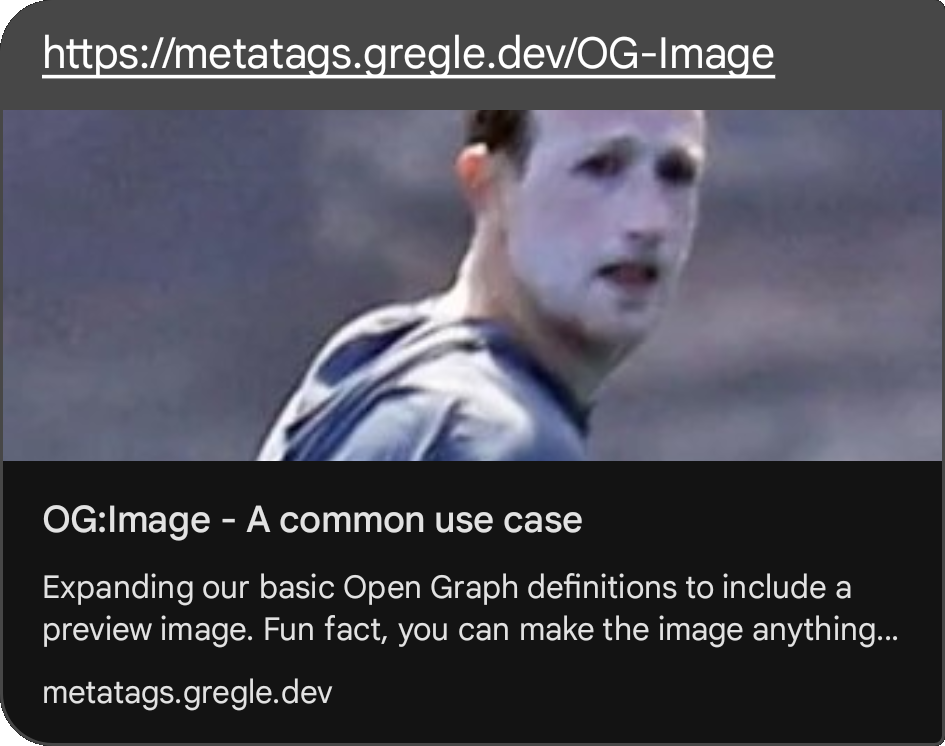 https://metatags.gregle.dev/OG-Image
OG:Image - A common use case
Expanding our basic Open Graph definitions to include a
preview image. Fun fact, you can make the image anything...
metatags.gregle.dev